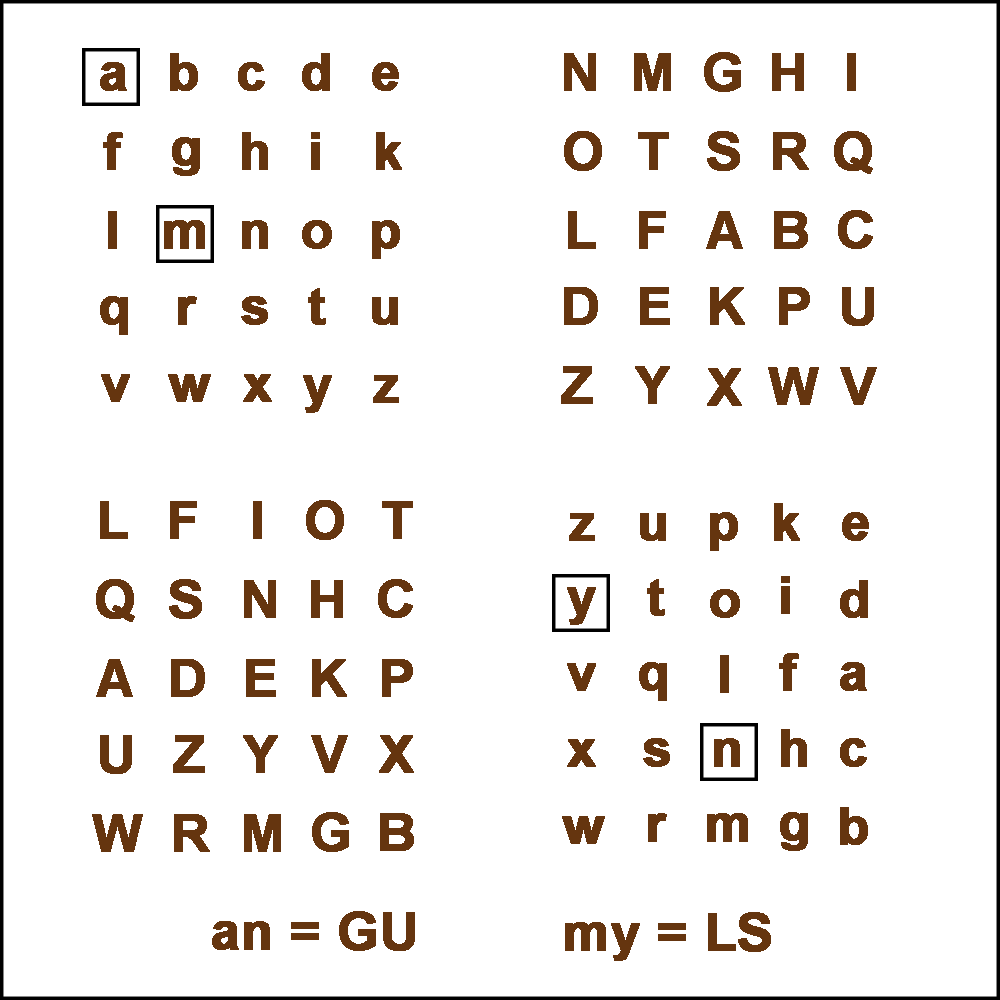 a b c d e N M G H I
f g h i k O T S R Q
l m n o p L F A B C
q r s t u D E K P U
v w x y z Z Y X W V
L F I O T z u p k e
Q S N H C y t o i d
A D E K P v q l f a
U Z Y V X x s n h c
W R M G B w r m g b
an = GU my = LS